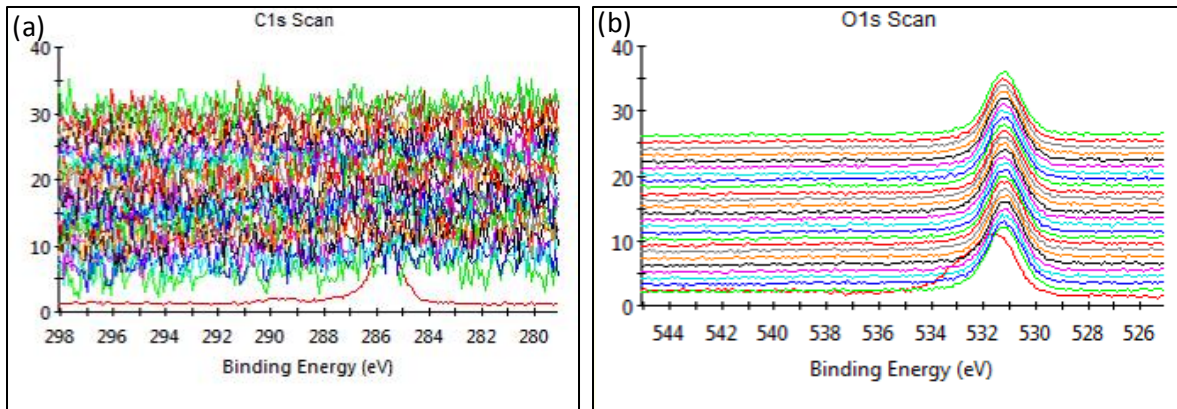 (a)
C1s Scan
40
30
20
10
0
298 296 294 292 290 288 286 284 282 280
Binding Energy (eV)
(b)
O1s Scan
40
30
20
10
0
544 542 540 538 536 534 532 530 528 526
Binding Energy (eV)